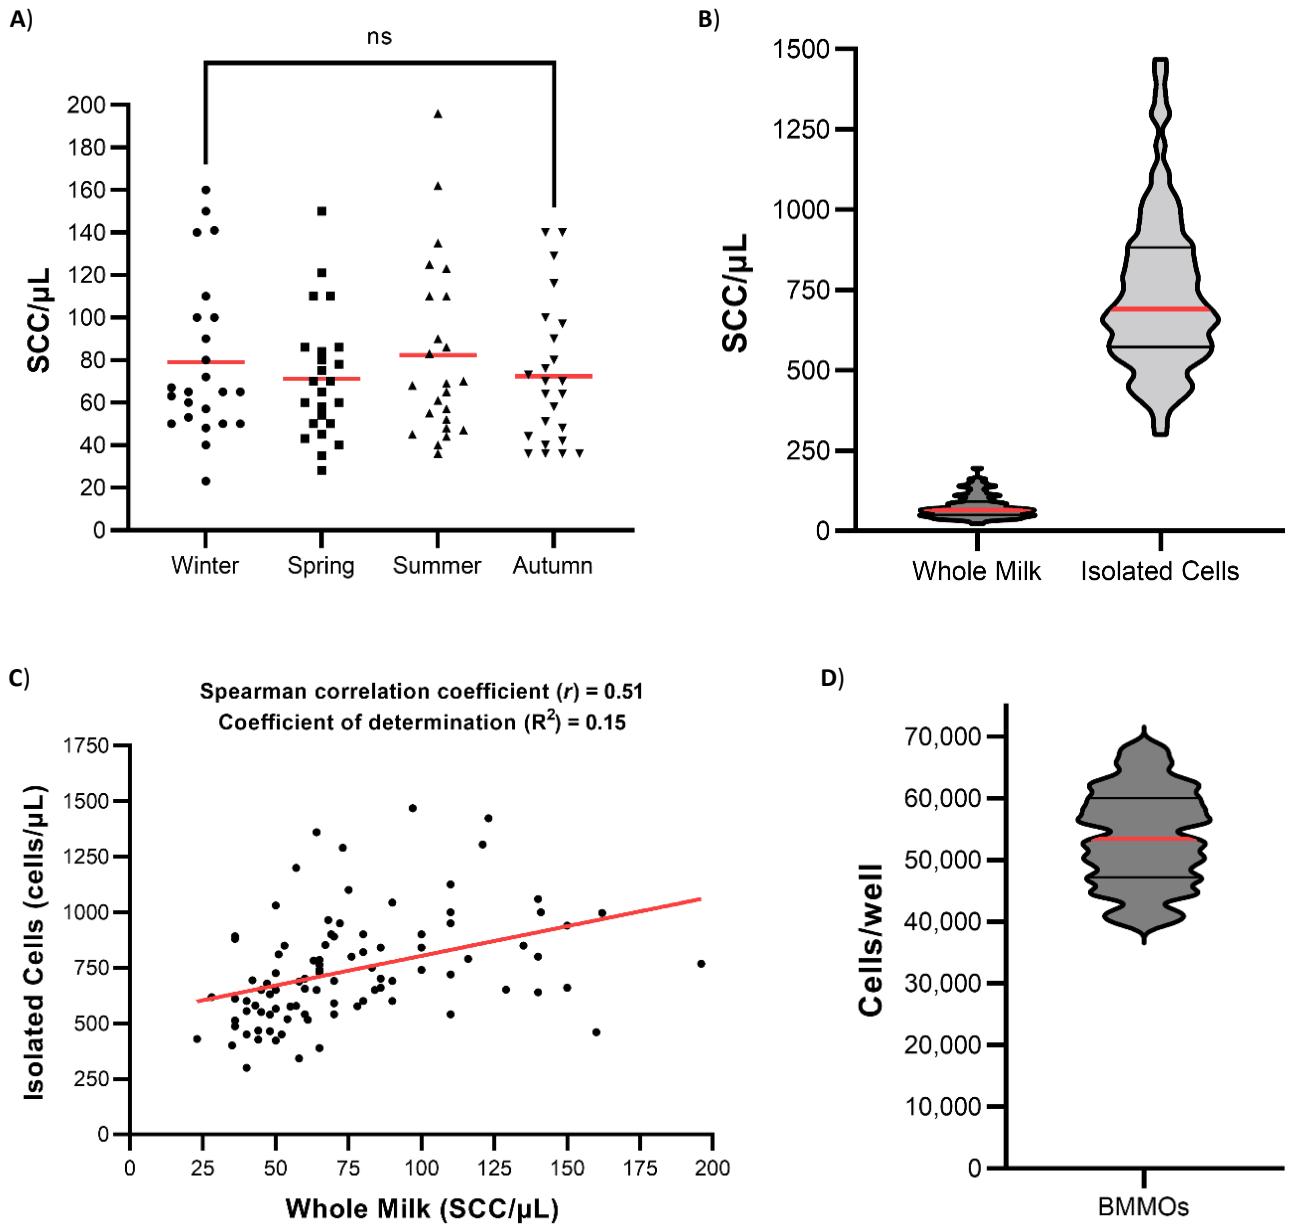 A)
ns
SCC/µL
200
180
160
140
120
100
80
60
40
20
0
Winter Spring Summer Autumn
B)
SCC/µL
1500
1250
1000
750
500
250
0
Whole Milk Isolated Cells
C)
Spearman correlation coefficient (r) = 0.51
Coefficient of determination (R²) = 0.15
Isolated Cells (cells/µL)
1750
1500
1250
1000
750
500
250
0
0 25 50 75 100 125 150 175 200
Whole Milk (SCC/µL)
D)
Cells/well
70,000
60,000
50,000
40,000
30,000
20,000
10,000
0
BMMOs